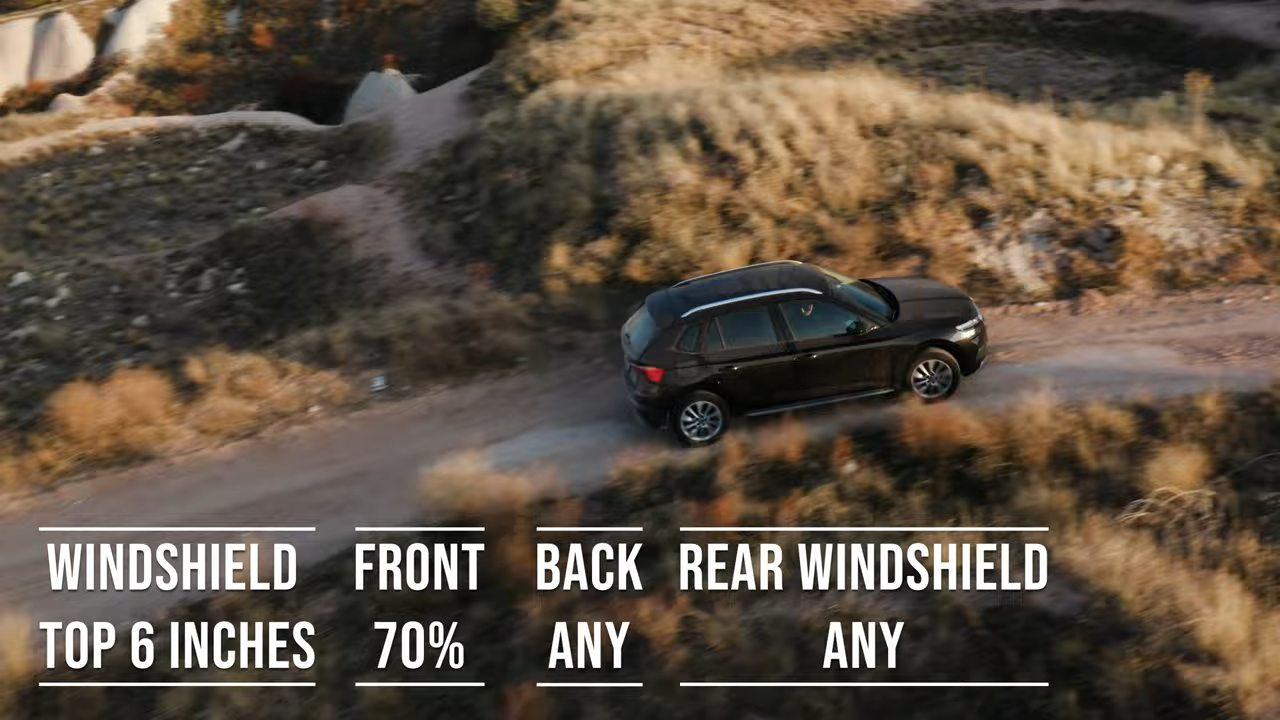 WINDSHIELD FRONT BACK REAR WINDSHIELD
TOP 6 INCHES 70% ANY ANY